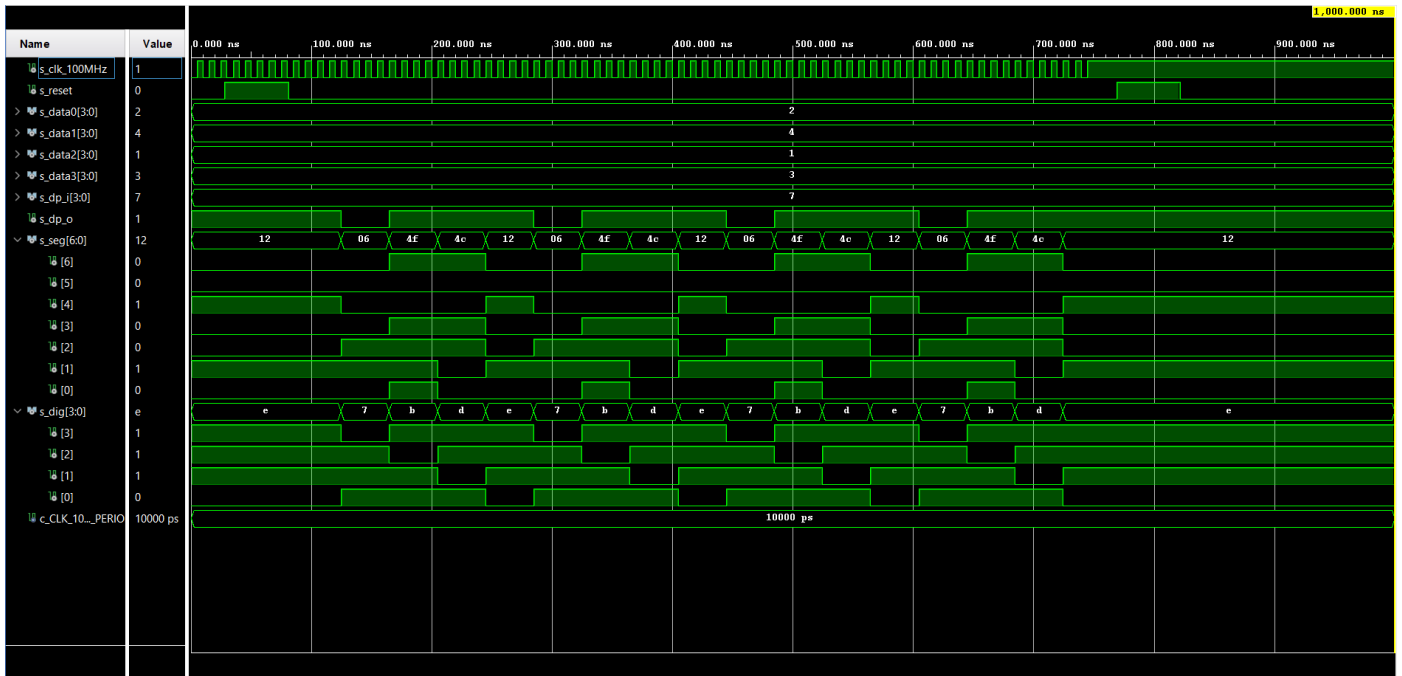 1,000.000 ns
Name Value 0.000 ns 100.000 ns 200.000 ns 300.000 ns 400.000 ns 500.000 ns 600.000 ns 700.000 ns 800.000 ns 900.000 ns
s_clk_100MHz 1
s_reset 0
s_data0[3:0] 2 2
s_data1[3:0] 4 4
s_data2[3:0] 1 1
s_data3[3:0] 3 3
s_dp_i[3:0] 7 7
s_dp_o 1
s_seg[6:0] 12 12 06 4f 4c 12 06 4f 4c 12 06 4f 4c 12 06 4f 4c 12
[6] 0
[5] 0
[4] 1
[3] 0
[2] 0
[1] 1
[0] 0
s_dig[3:0] e e 7 b d e 7 b d e 7 b d e 7 b d e
[3] 1
[2] 1
[1] 1
[0] 0
c_CLK_10..._PERIO 10000 ps 10000 ps